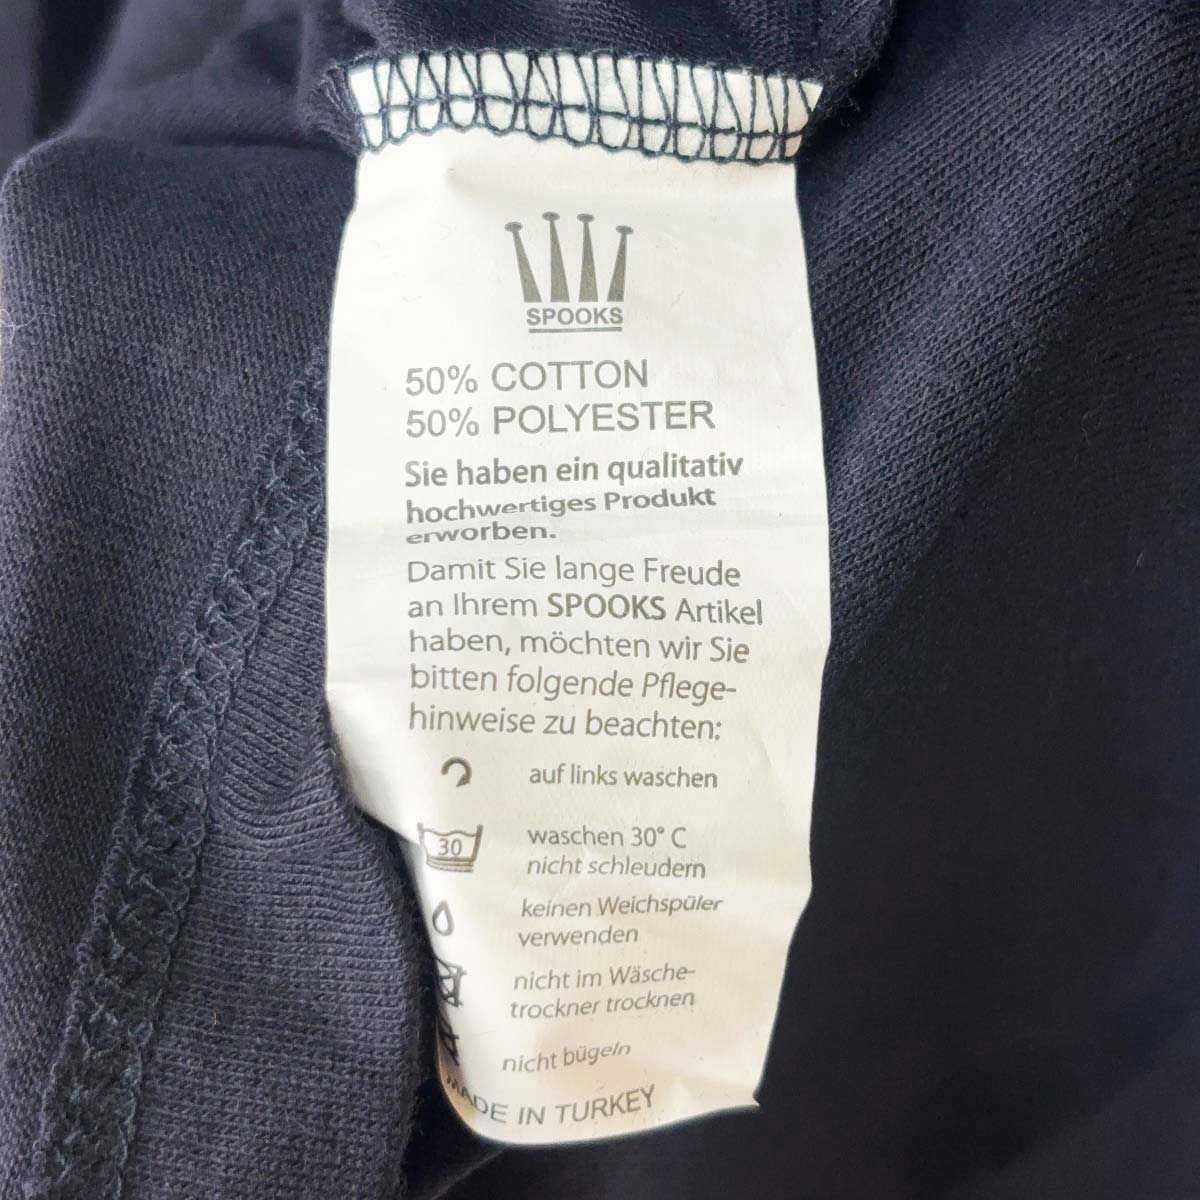 SPOOKS
50% COTTON
50% POLYESTER
Sie haben ein qualitativ
hochwertiges Produkt
erworben.
Damit Sie lange Freude
an Ihrem SPOOKS Artikel
haben, möchten wir Sie
bitten folgende Pflege-
hinweise zu beachten:
auf links waschen
30 waschen 30° C
nicht schleudern
keinen Weichspüler
verwenden
nicht im Wäsche-
trockner trocknen
nicht bügeln
MADE IN TURKEY